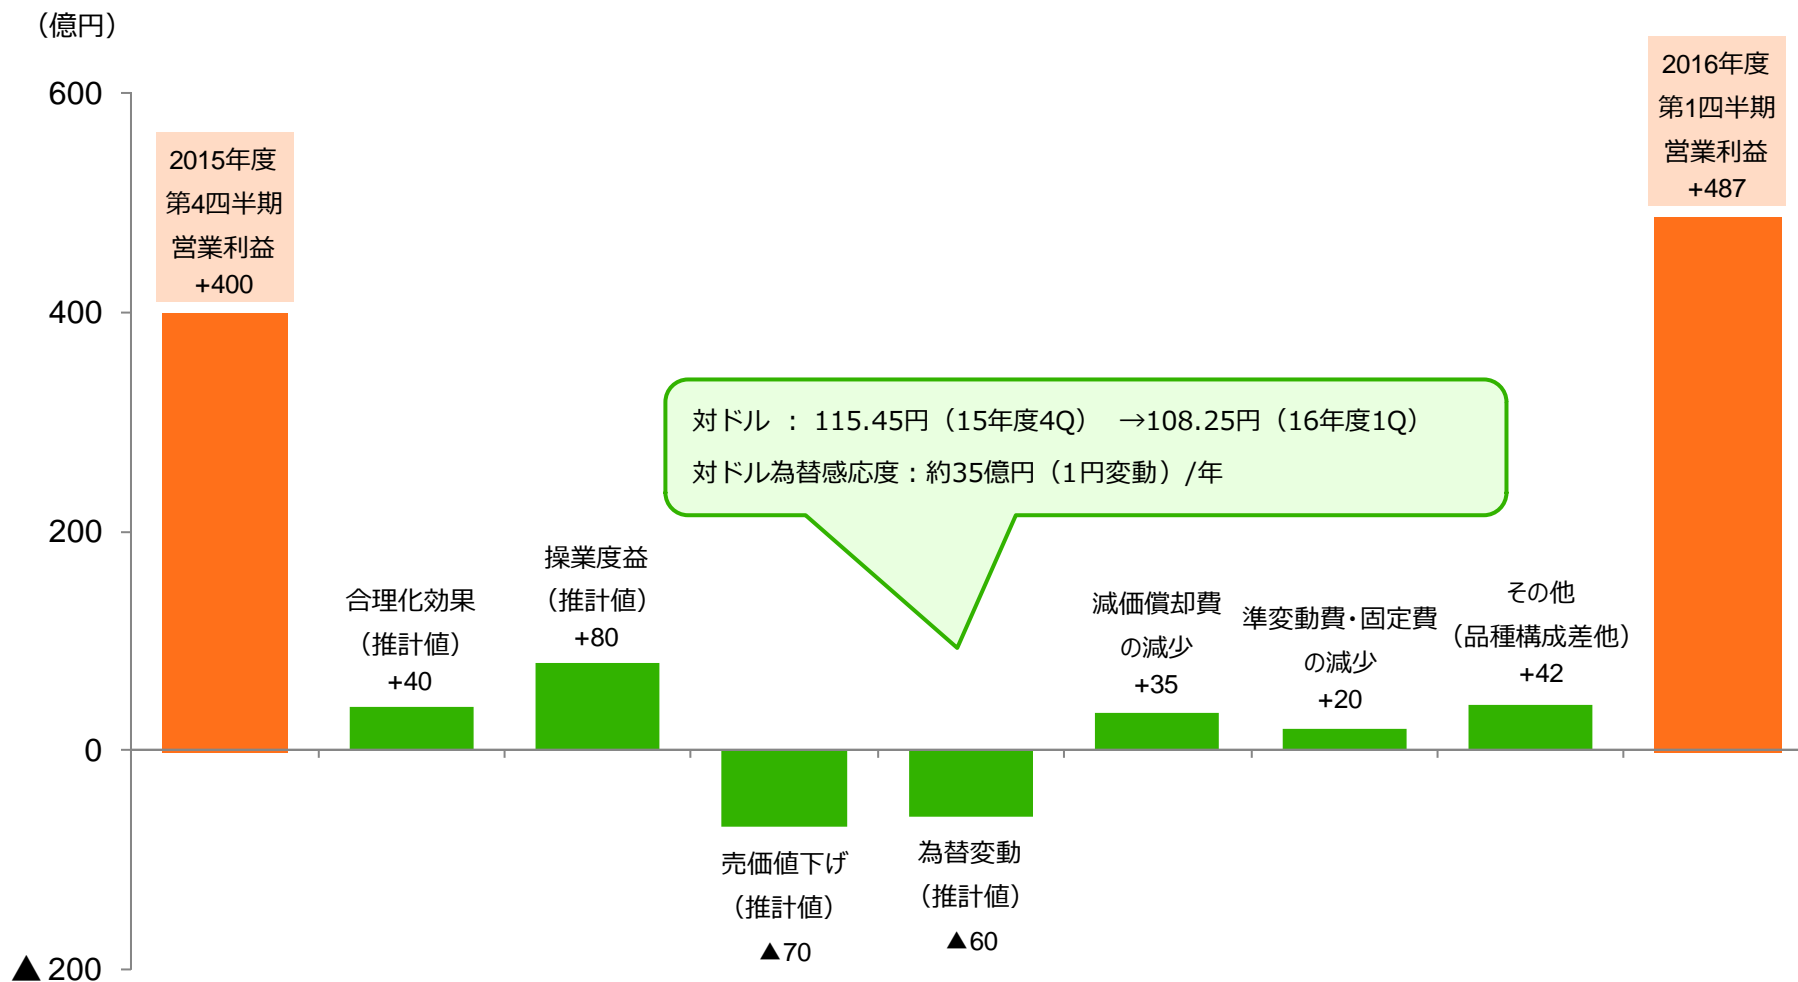 （億円）
600
400
200
0
▲ 200
2015年度
第4四半期
営業利益
+400
合理化効果
（推計値）
+40
操業度益
（推計値）
+80
売価値下げ
（推計値）
▲70
対ドル ： 115.45円（15年度4Q） →108.25円（16年度1Q）
対ドル為替感応度：約35億円（1円変動）/年
為替変動
（推計値）
▲60
減価償却費
の減少
+35
準変動費・固定費
の減少
+20
その他
（品種構成差他）
+42
2016年度
第1四半期
営業利益
+487